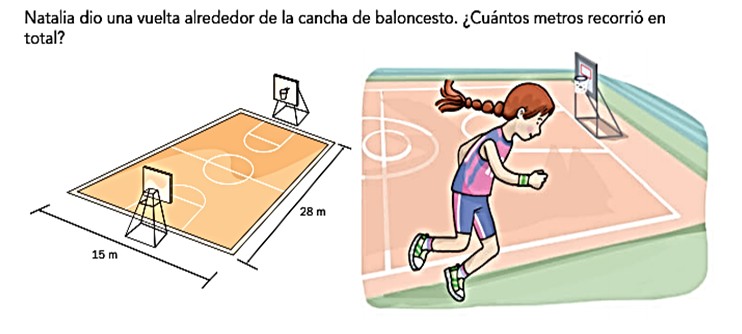 Natalia dio una vuelta alrededor de la cancha de baloncesto. ¿Cuántos metros recorrió en
total?
28 m
15 m